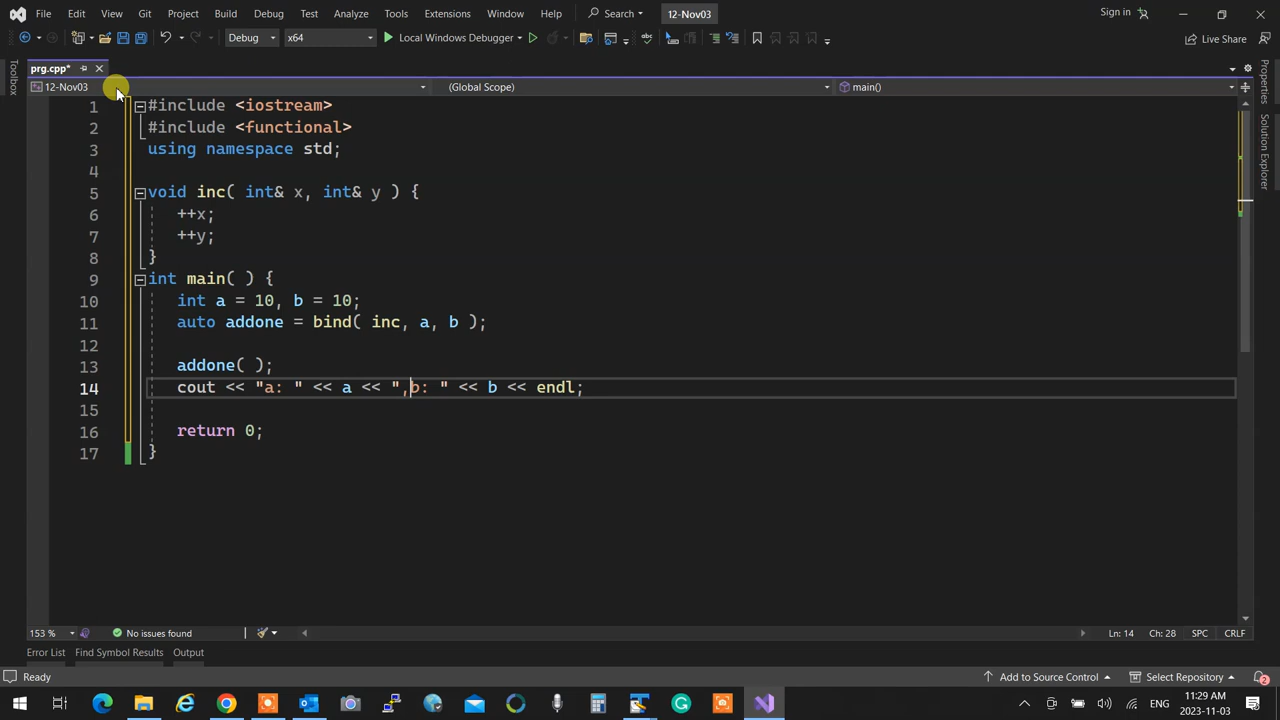 File Edit View Git Project Build Debug Test Analyze Tools Extensions Window Help Search 12-Nov03 Sign in
Debug x64 Local Windows Debugger Live Share
prg.cpp*
12-Nov03 (Global Scope) main()
Toolbox
Properties
Solution Explorer
1 #include <iostream>
2 #include <functional>
3 using namespace std;
4
5 void inc( int& x, int& y ) {
6 ++x;
7 ++y;
8 }
9 int main( ) {
10 int a = 10, b = 10;
11 auto addone = bind( inc, a, b );
12
13 addone( );
14 cout << "a: " << a << ",b: " << b << endl;
15
16 return 0;
17 }
153 % No issues found Ln: 14 Ch: 28 SPC CRLF
Error List Find Symbol Results Output
Ready Add to Source Control Select Repository 2
ENG 11:29 AM
2023-11-03